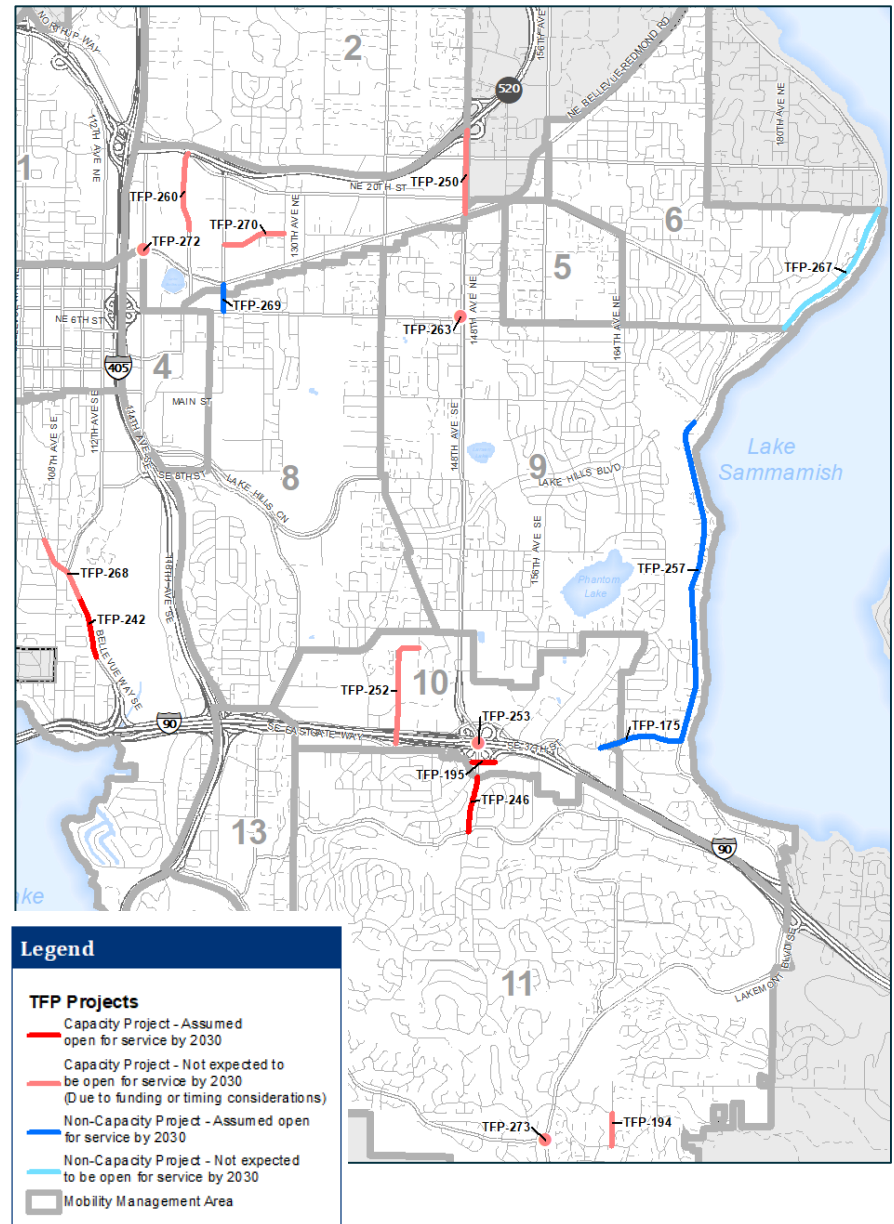 NORTHUP WAY
2
156TH AVE
NE BELLEVUE-REDMOND RD
520
180TH AVE NE
112TH AVE NE
1
TFP-260
NE 20TH ST
TFP-250
TFP-270
130TH AVE NE
6
TFP-272
5
TFP-267
TFP-269
NE 6TH ST
TFP-263
148TH AVE NE
164TH AVE NE
405
4
MAIN ST
108TH AVE SE
112TH AVE SE
114TH AVE SE
SE 8TH ST
LAKE HILLS CN
8
148TH AVE SE
9
LAKE HILLS BLVD
Lake
Sammamish
156TH AVE SE
Phantom
Lake
TFP-257
TFP-268
TFP-242
118TH AVE SE
BELLEVUE WAY SE
TFP-252
10
90
SE EASTGATE WAY
TFP-253
SE 37TH ST
TFP-175
TFP-195
TFP-246
13
90
ake
11
LAKEMONT BLVD SE
TFP-273
TFP-194
Legend
TFP Projects
Capacity Project - Assumed
open for service by 2030
Capacity Project - Not expected to
be open for service by 2030
(Due to funding or timing considerations)
Non-Capacity Project - Assumed open
for service by 2030
Non-Capacity Project - Not expected
to be open for service by 2030
Mobility Management Area